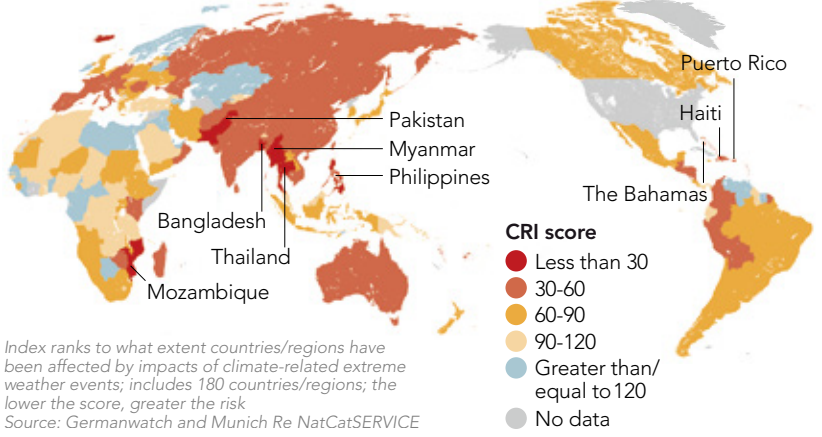 Puerto Rico
Haiti
Pakistan
Myanmar
Philippines
The Bahamas
Bangladesh
Thailand
Mozambique
CRI score
Less than 30
30-60
60-90
90-120
Greater than/
equal to 120
No data
Index ranks to what extent countries/regions have
been affected by impacts of climate-related extreme
weather events; includes 180 countries/regions; the
lower the score, greater the risk
Source: Germanwatch and Munich Re NatCatSERVICE